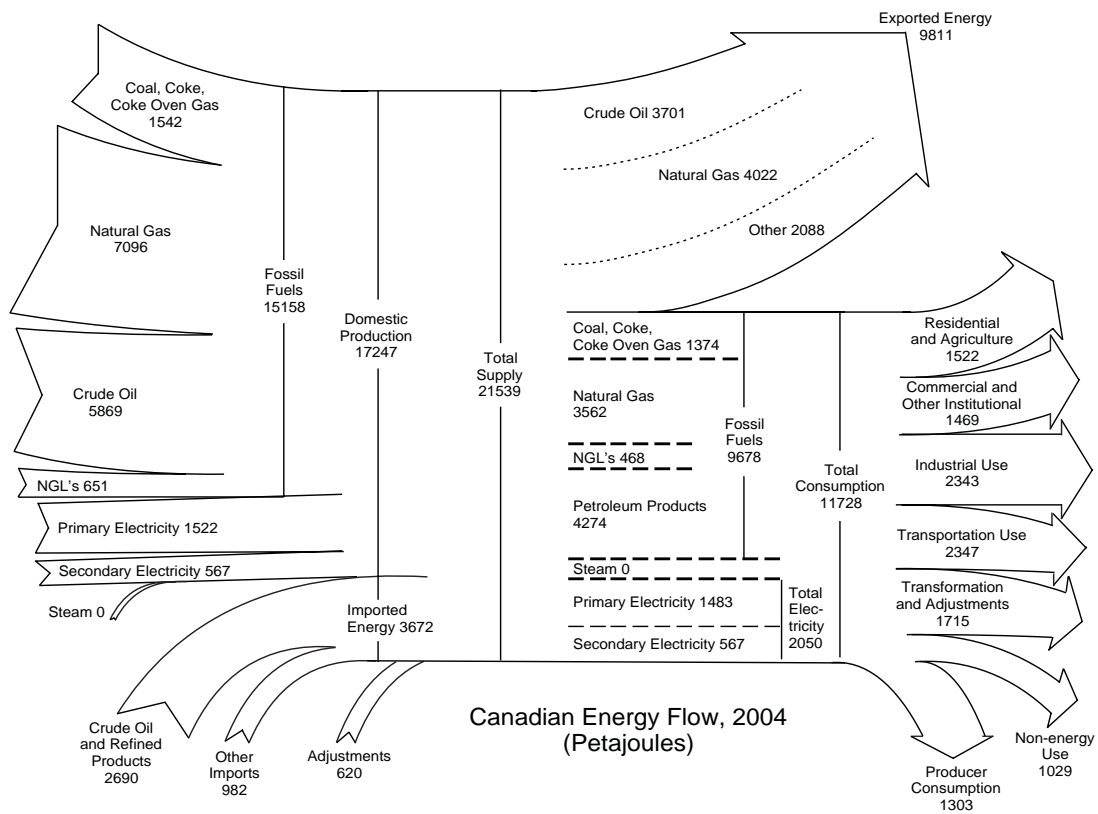 Exported Energy
9811
Coal, Coke,
Coke Oven Gas
1542
Crude Oil 3701
Natural Gas 4022
Natural Gas
7096
Other 2088
Fossil
Fuels
15158
Domestic
Production
17247
Total
Supply
21539
Coal, Coke,
Coke Oven Gas 1374
Residential
and Agriculture
1522
Crude Oil
5869
Natural Gas
3562
Commercial and
Other Institutional
1469
Fossil
Fuels
9678
NGL's 468
Total
Consumption
11728
Industrial Use
2343
NGL's 651
Petroleum Products
4274
Primary Electricity 1522
Transportation Use
2347
Secondary Electricity 567
Steam 0
Steam 0
Imported
Energy 3672
Primary Electricity 1483
Total
Elec-
tricity
2050
Transformation
and Adjustments
1715
Secondary Electricity 567
Crude Oil
and Refined
Products
2690
Other
Imports
982
Adjustments
620
Canadian Energy Flow, 2004
(Petajoules)
Non-energy
Use
1029
Producer
Consumption
1303